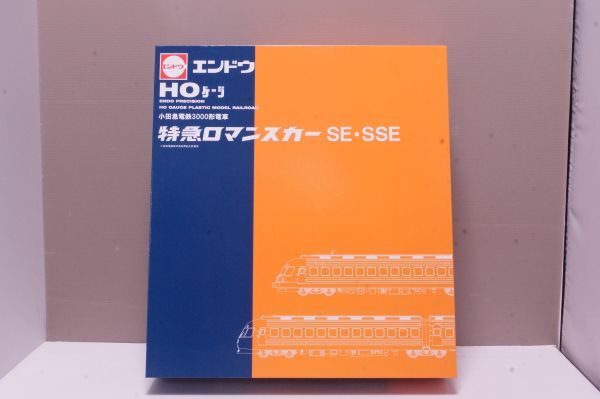 エンドウ エンドウ
HOゲージ
ENDO PRECISION
HO GAUGE PLASTIC MODEL RAILROAD
小田急電鉄3000形電車
特急ロマンスカー SE・SSE